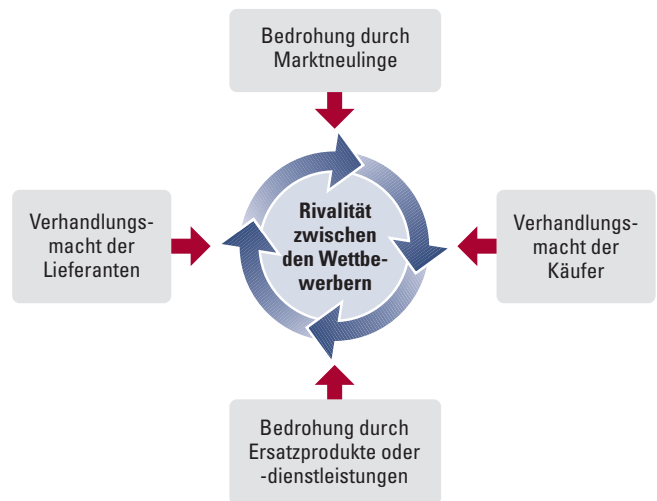 Bedrohung durch
Marktneulinge
Verhandlungs-
macht der
Lieferanten
Rivalität
zwischen
den Wettbe-
werbern
Verhandlungs-
macht der
Käufer
Bedrohung durch
Ersatzprodukte oder
-dienstleistungen